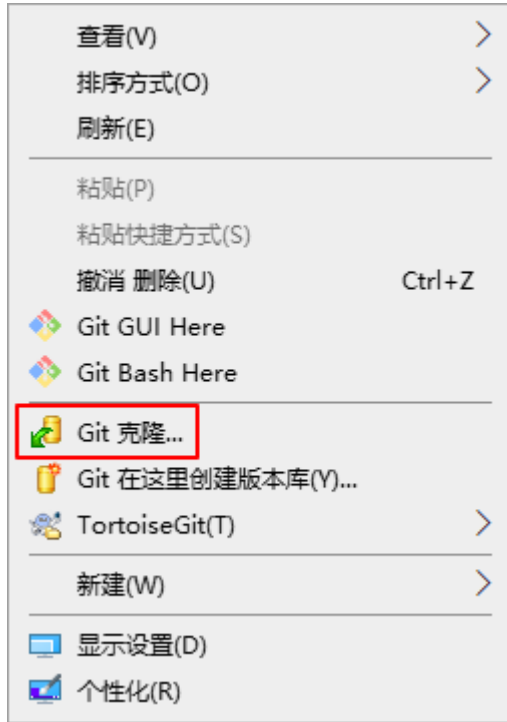 查看(V)
排序方式(O)
刷新(E)
粘贴(P)
粘贴快捷方式(S)
撤消 删除(U) Ctrl+Z
Git GUI Here
Git Bash Here
Git 克隆...
Git 在这里创建版本库(Y)...
TortoiseGit(T)
新建(W)
显示设置(D)
个性化(R)